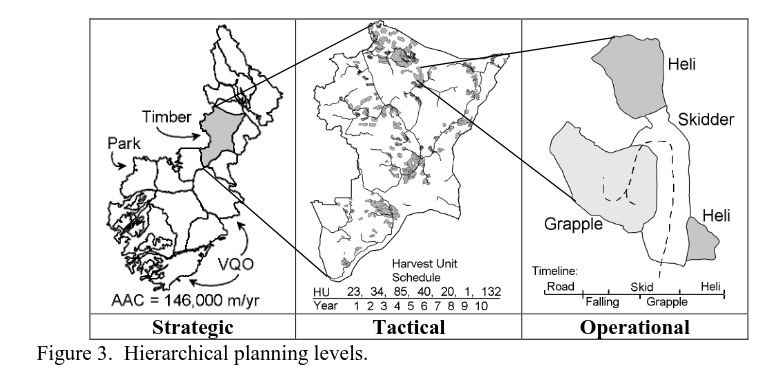 Timber
Park
VQO
AAC = 146,000 m/yr
Harvest Unit
Schedule
HU 23, 34, 85, 40, 20, 1, 132
Year 1 2 3 4 5 6 7 8 9 10
Heli
Skidder
Grapple
Heli
Timeline:
Road Skid Heli
Falling Grapple
Strategic Tactical Operational
Figure 3. Hierarchical planning levels.